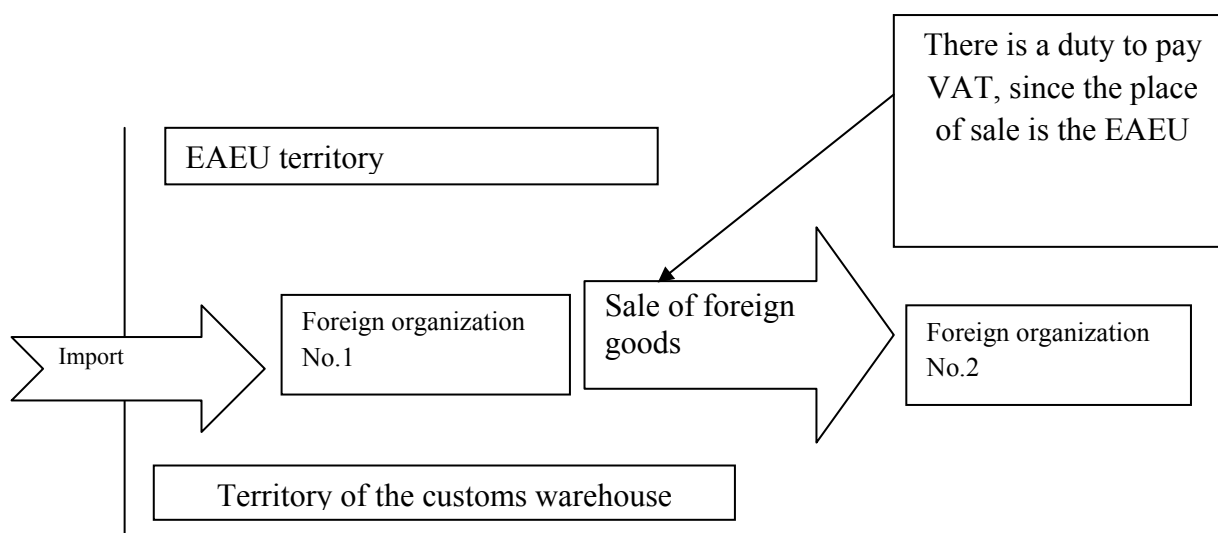 There is a duty to pay
VAT, since the place
of sale is the EAEU
EAEU territory
Import
Foreign organization
No.1
Sale of foreign
goods
Foreign organization
No.2
Territory of the customs warehouse